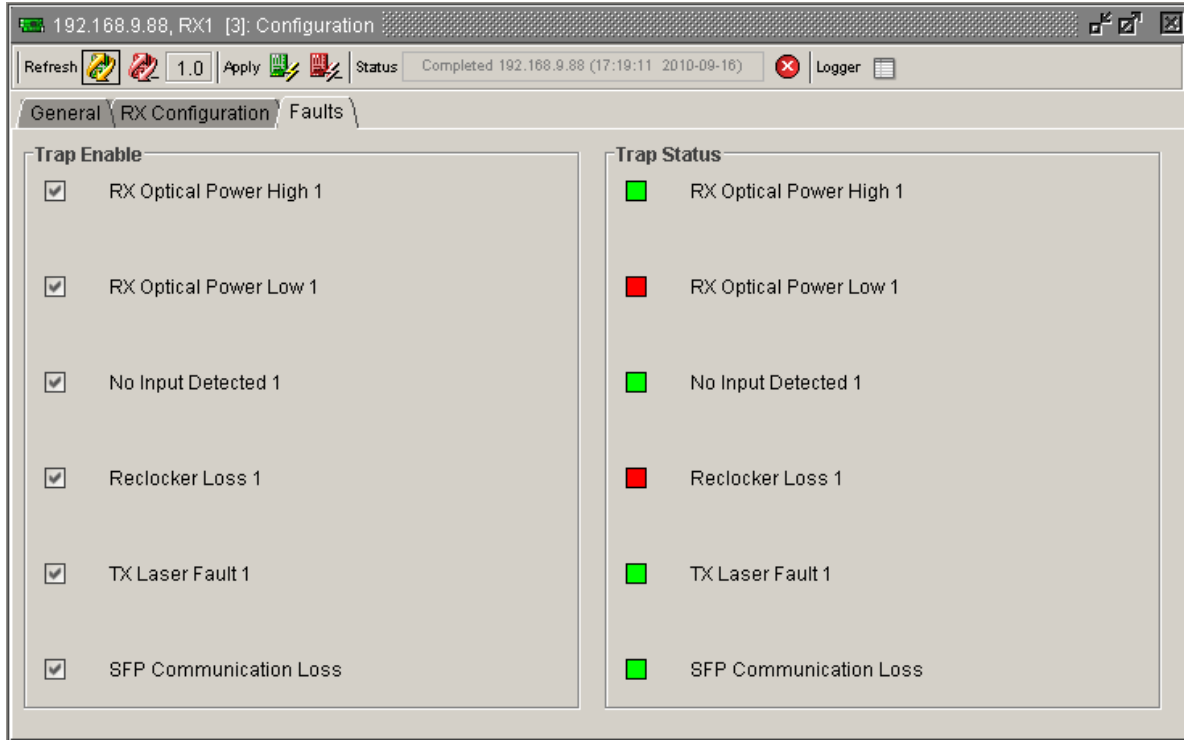 192.168.9.88, RX1 [3]: Configuration
Refresh 1.0 Apply Status Completed 192.168.9.88 (17:19:11 2010-09-16) Logger
General RX Configuration Faults
Trap Enable
RX Optical Power High 1
RX Optical Power Low 1
No Input Detected 1
Reclocker Loss 1
TX Laser Fault 1
SFP Communication Loss
Trap Status
RX Optical Power High 1
RX Optical Power Low 1
No Input Detected 1
Reclocker Loss 1
TX Laser Fault 1
SFP Communication Loss